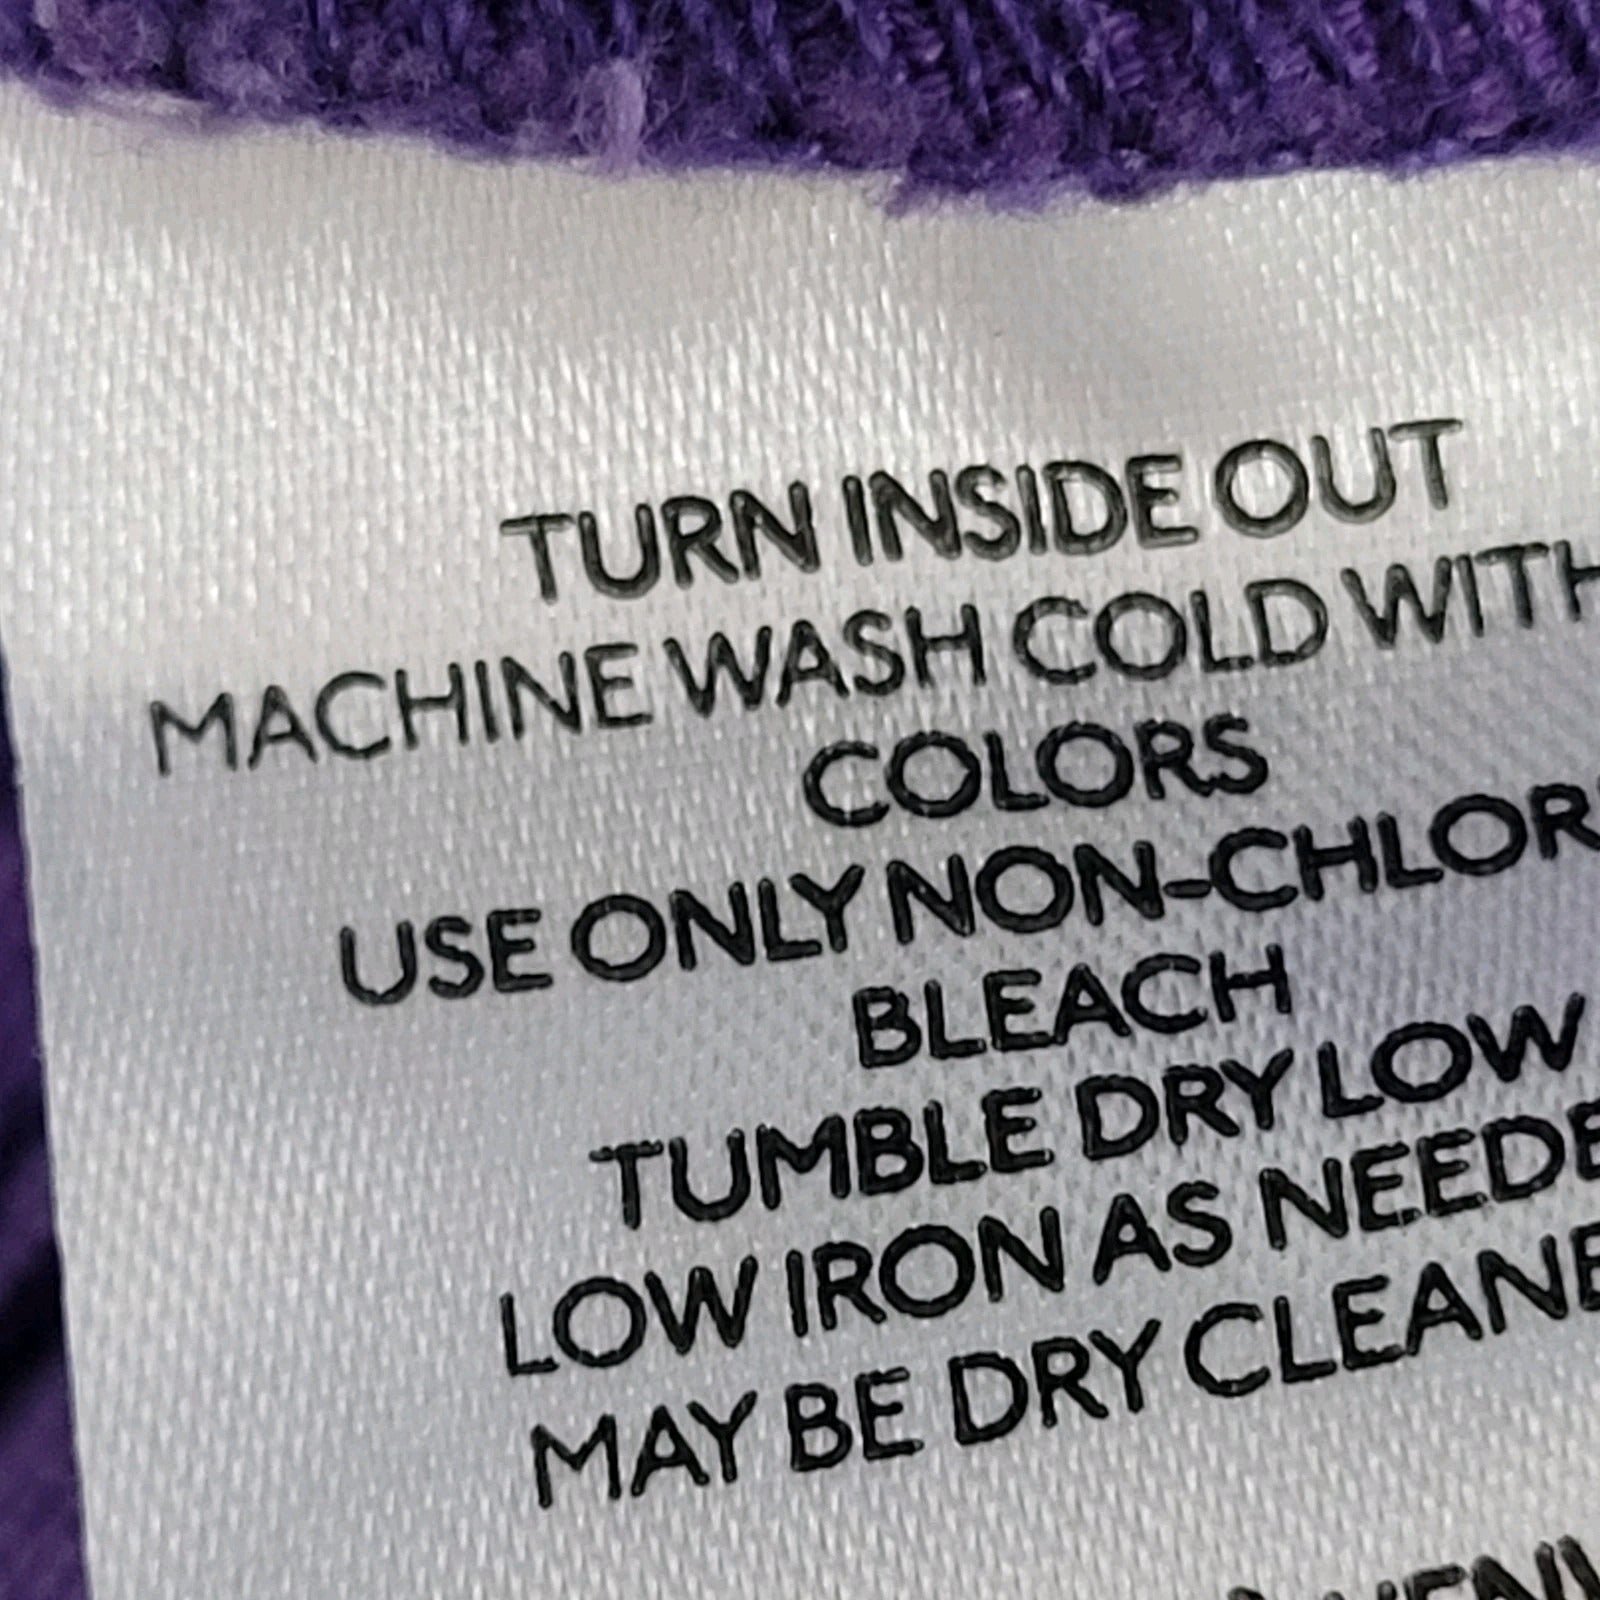 TURN INSIDE OUT
MACHINE WASH COLD WITH
COLORS
USE ONLY NON-CHLOR
BLEACH
TUMBLE DRY LOW
LOW IRON AS NEEDE
MAY BE DRY CLEANE